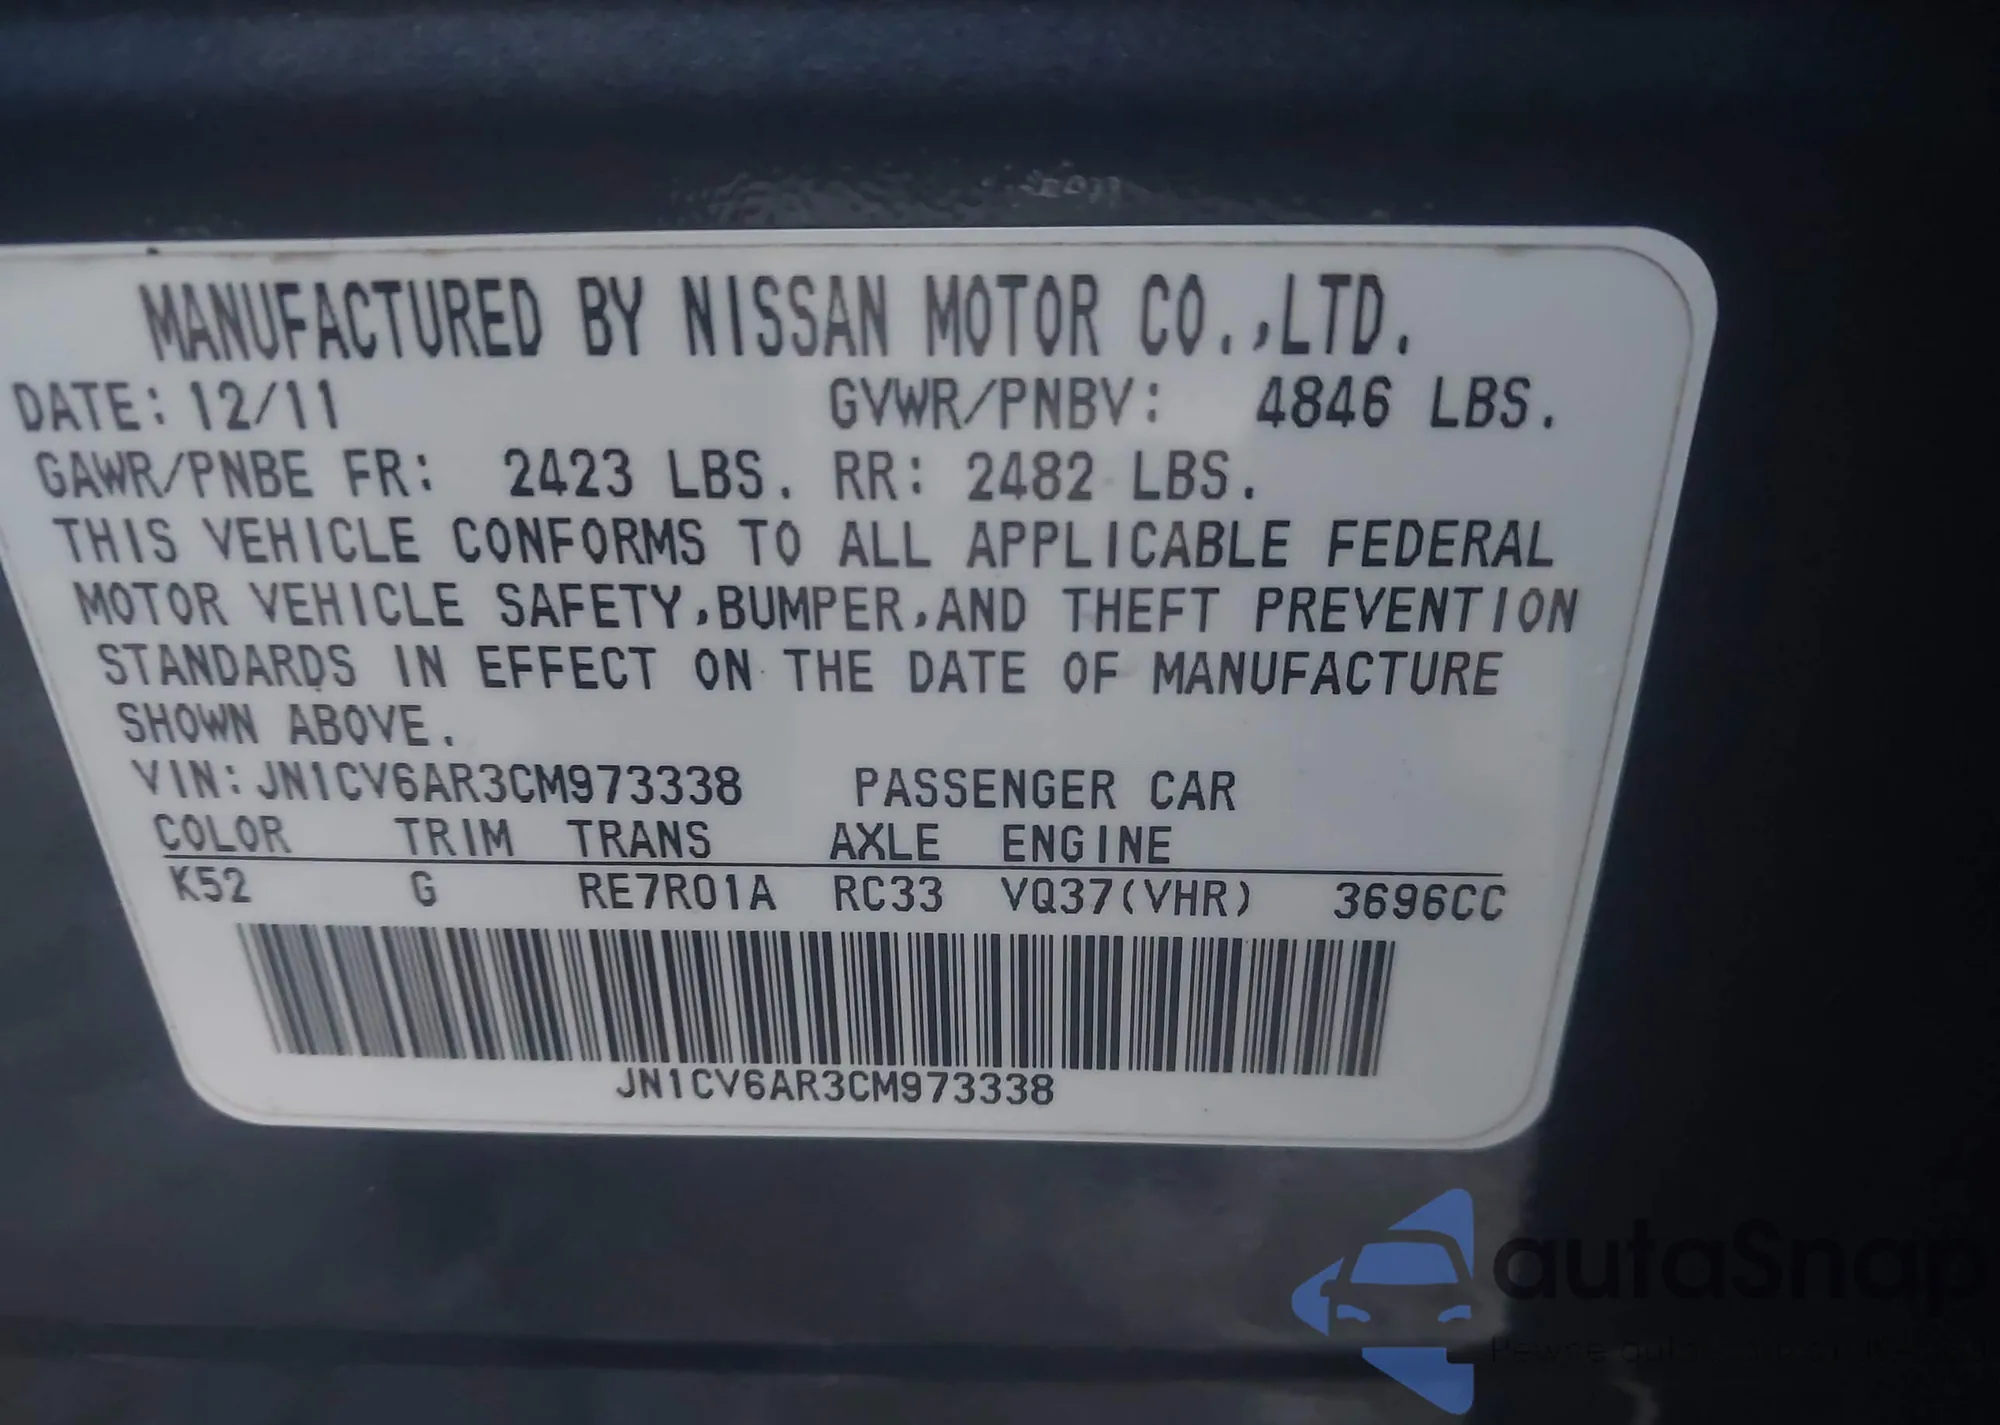 MANUFACTURED BY NISSAN MOTOR CO.,LTD.
DATE: 12/11 GVWR/PNBV: 4846 LBS.
GAWR/PNBE FR: 2423 LBS. RR: 2482 LBS.
THIS VEHICLE CONFORMS TO ALL APPLICABLE FEDERAL
MOTOR VEHICLE SAFETY,BUMPER,AND THEFT PREVENTION
STANDARDS IN EFFECT ON THE DATE OF MANUFACTURE
SHOWN ABOVE.
VIN:JN1CV6AR3CM973338 PASSENGER CAR
COLOR TRIM TRANS AXLE ENGINE
K52 G RE7R01A RC33 VQ37(VHR) 3696CC
JN1CV6AR3CM973338
autaSnap
Pewne auta